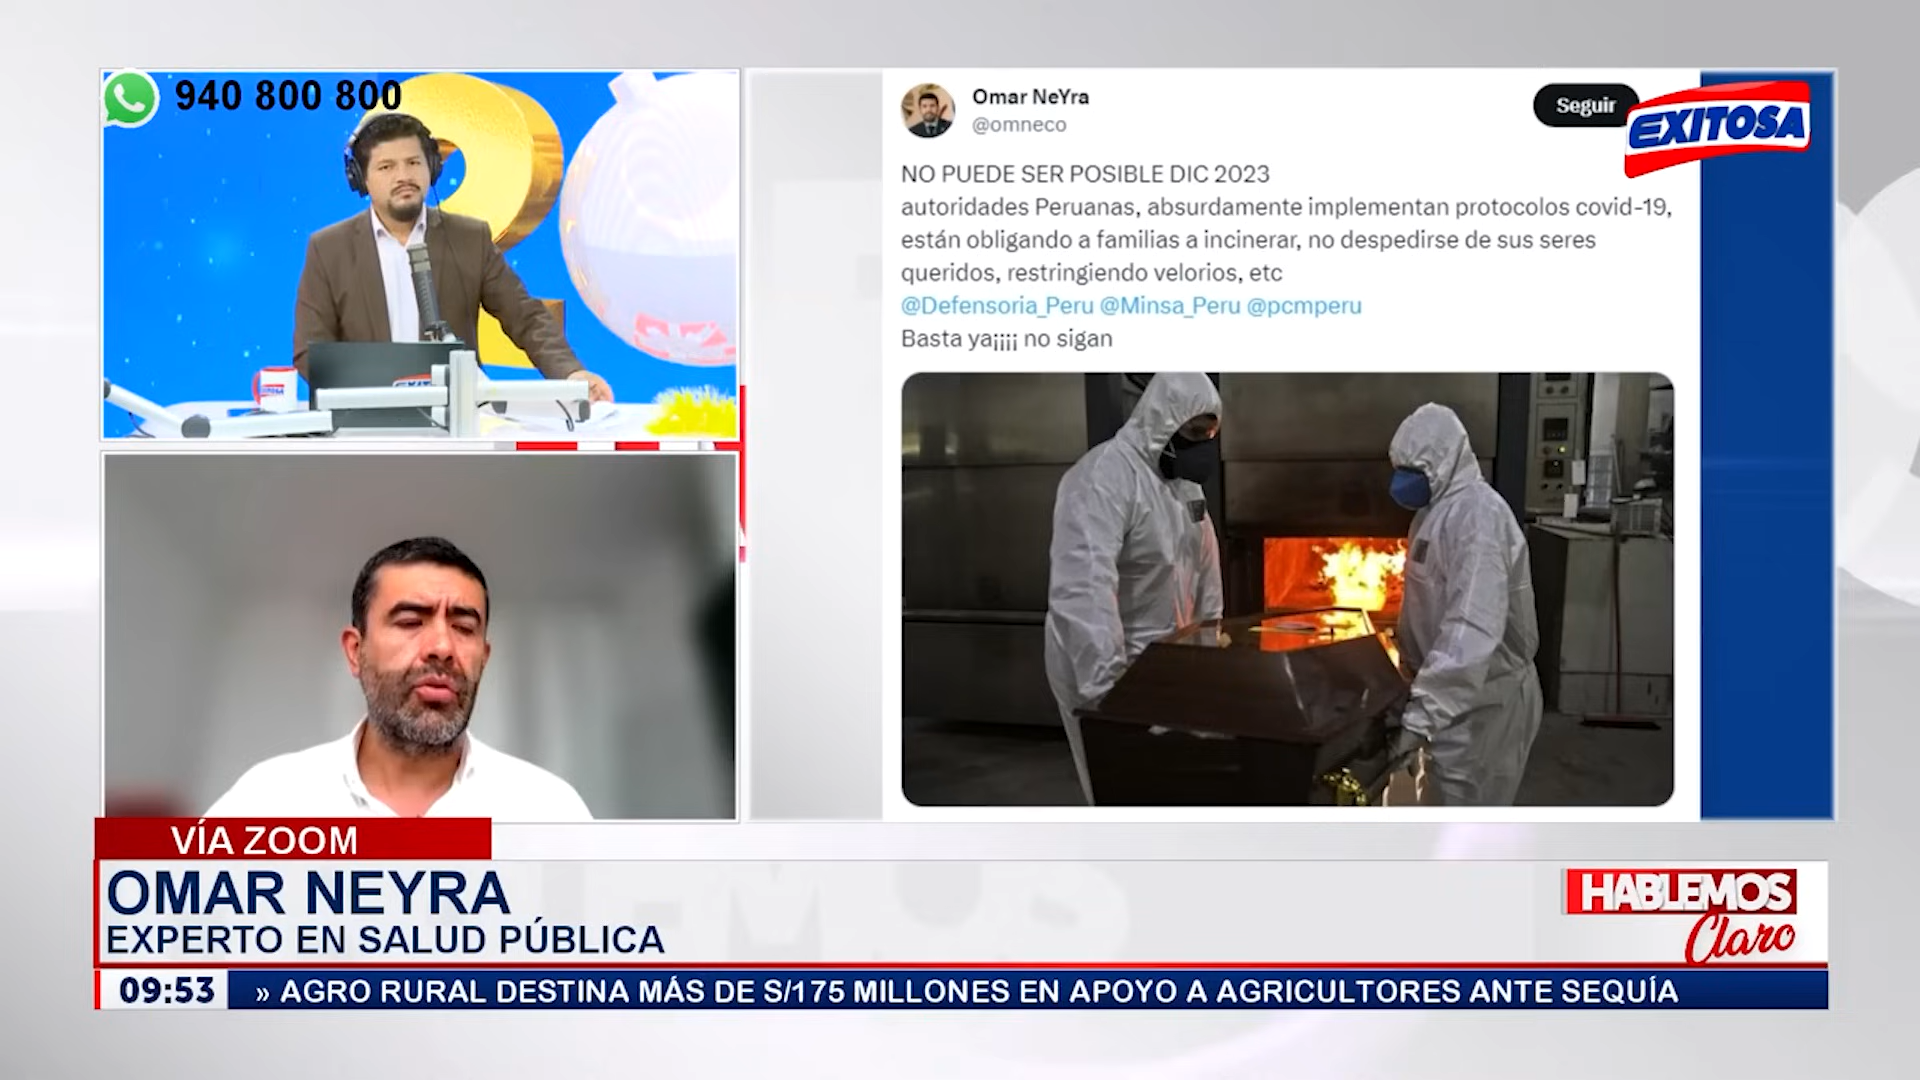 940 800 800
EXITOSA
Omar NeYra
@omneco
Seguir
EXITOSA
NO PUEDE SER POSIBLE DIC 2023
autoridades Peruanas, absurdamente implementan protocolos covid-19,
están obligando a familias a incinerar, no despedirse de sus seres
queridos, restringiendo velorios, etc
@Defensoria_Peru @Minsa_Peru @pcmperu
Basta ya¡¡¡¡ no sigan
VÍA ZOOM
OMAR NEYRA
EXPERTO EN SALUD PÚBLICA
HABLEMOS
Claro
09:53
» AGRO RURAL DESTINA MÁS DE S/175 MILLONES EN APOYO A AGRICULTORES ANTE SEQUÍA